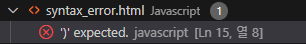 <> syntax_error.html Javascript 1
')' expected. javascript [Ln 15, 열 8]